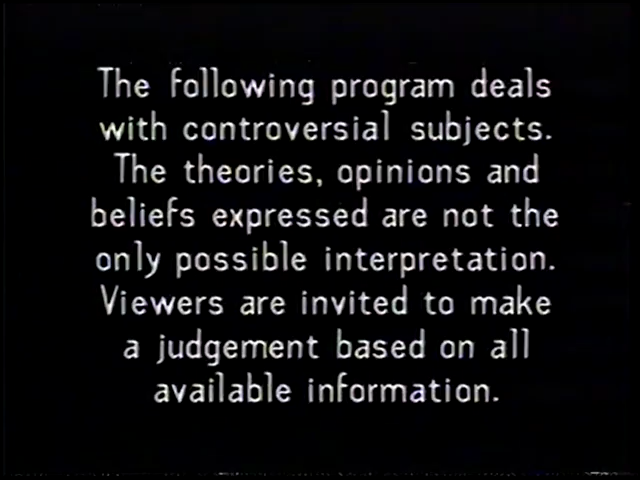 The following program deals
with controversial subjects.
The theories, opinions and
beliefs expressed are not the
only possible interpretation.
Viewers are invited to make
a judgement based on all
available information.